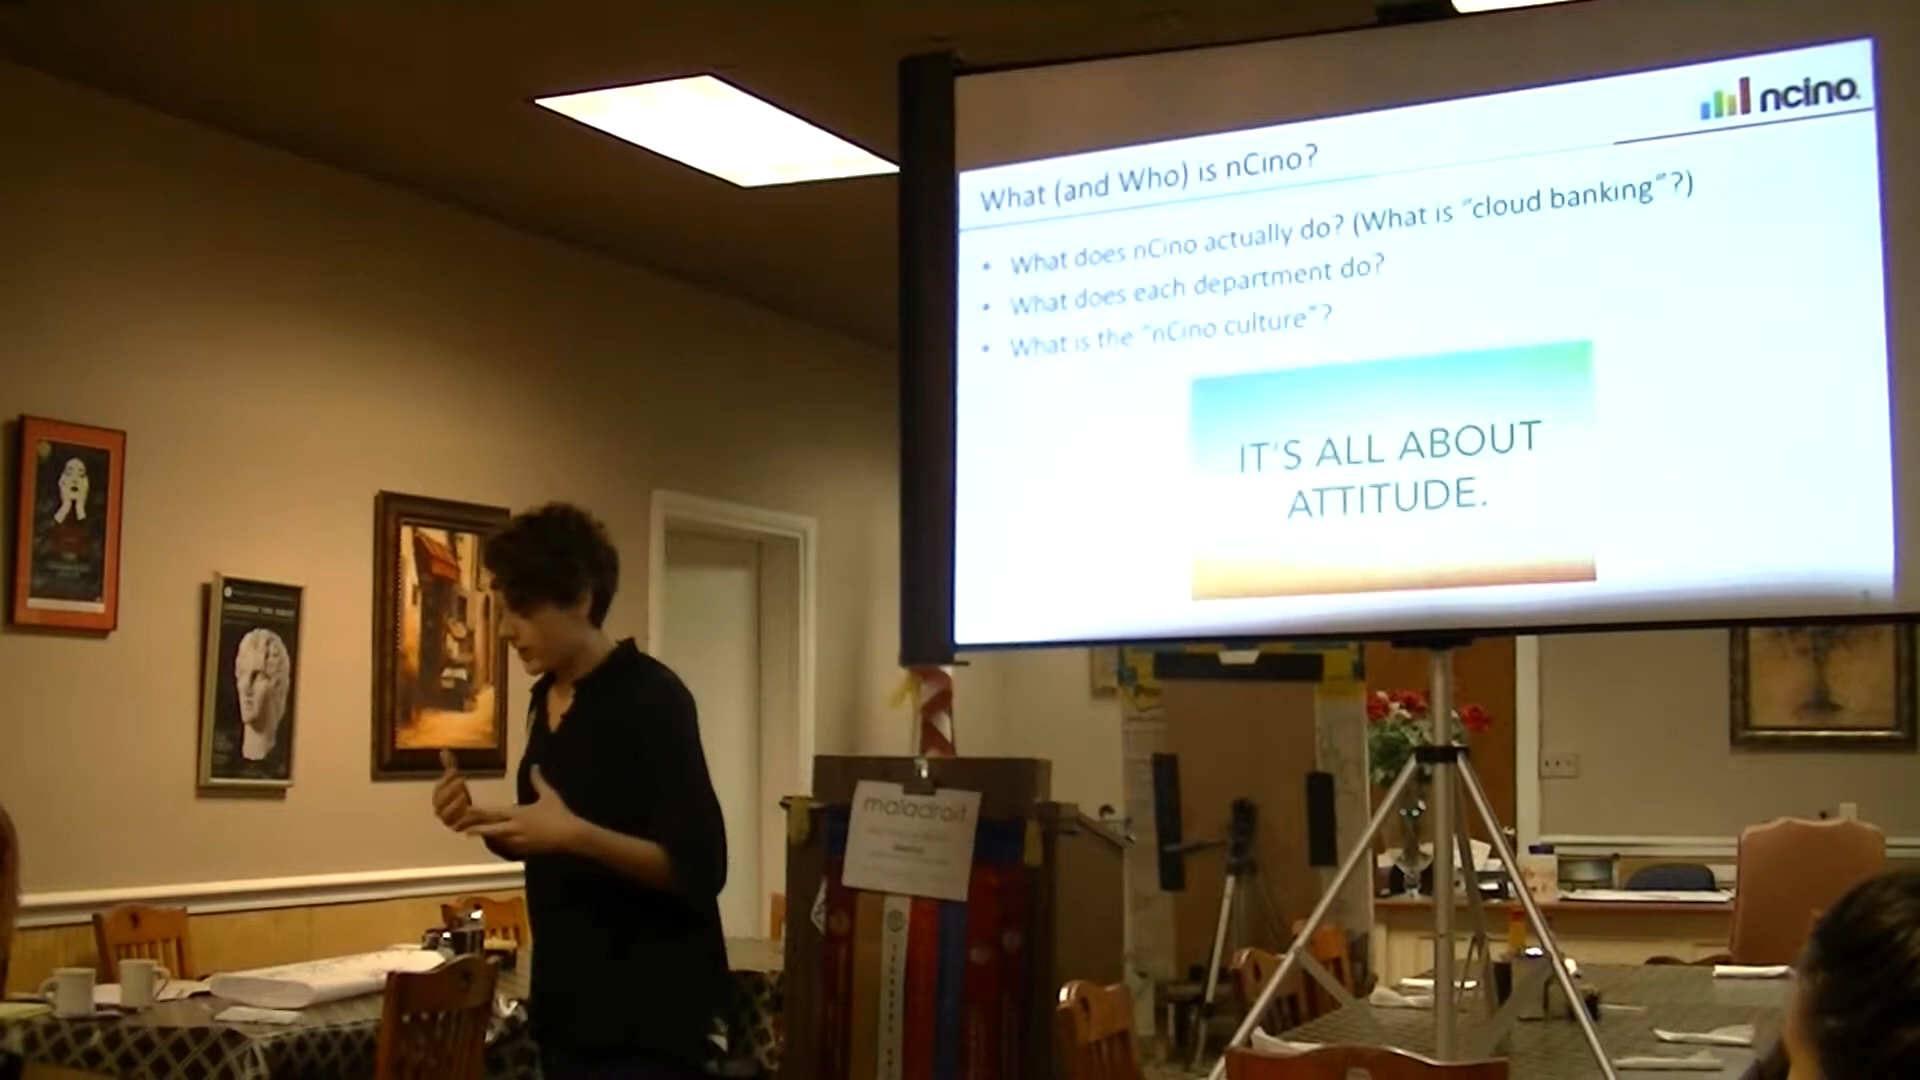 ncino
What (and Who) is nCino?
• What does nCino actually do? (What is "cloud banking"?)
• What does each department do?
• What is the "nCino culture"?
IT'S ALL ABOUT
ATTITUDE.
maladroit